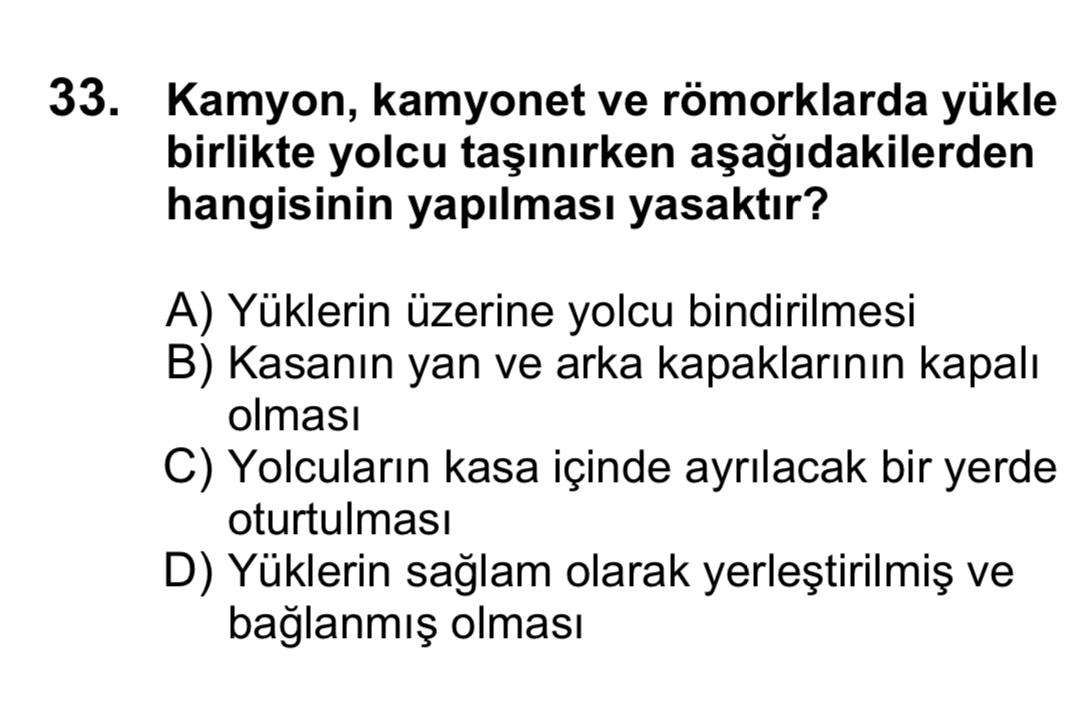 33. Kamyon, kamyonet ve römorklarda yükle
birlikte yolcu taşınırken aşağıdakilerden
hangisinin yapılması yasaktır?
A) Yüklerin üzerine yolcu bindirilmesi
B) Kasanın yan ve arka kapaklarının kapalı
olması
C) Yolcuların kasa içinde ayrılacak bir yerde
oturtulması
D) Yüklerin sağlam olarak yerleştirilmiş ve
bağlanmış olması